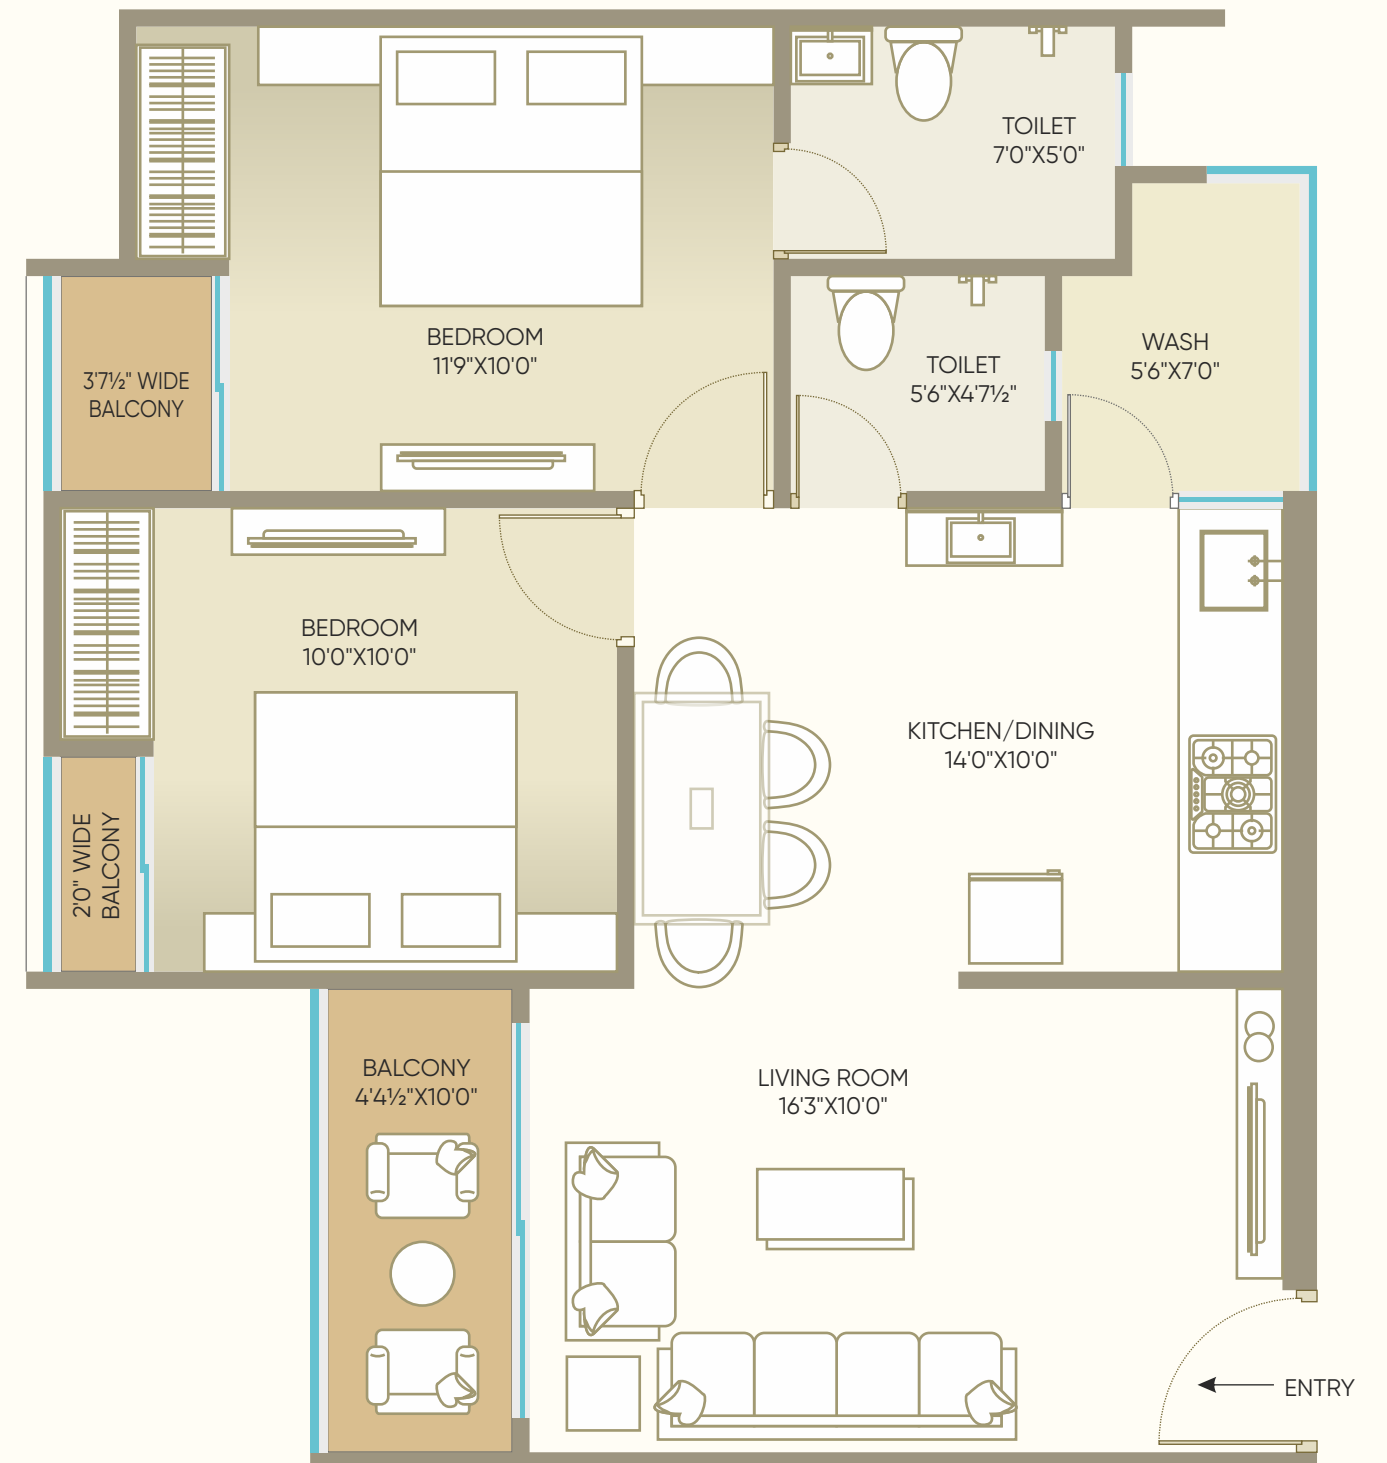 TOILET
7'0"X5'0"
BEDROOM
11'9"X10'0"
WASH
5'6"X7'0"
TOILET
5'6"X4'7½"
3'7½" WIDE
BALCONY
BEDROOM
10'0"X10'0"
KITCHEN/DINING
14'0"X10'0"
2'0" WIDE
BALCONY
BALCONY
4'4½"X10'0"
LIVING ROOM
16'3"X10'0"
ENTRY